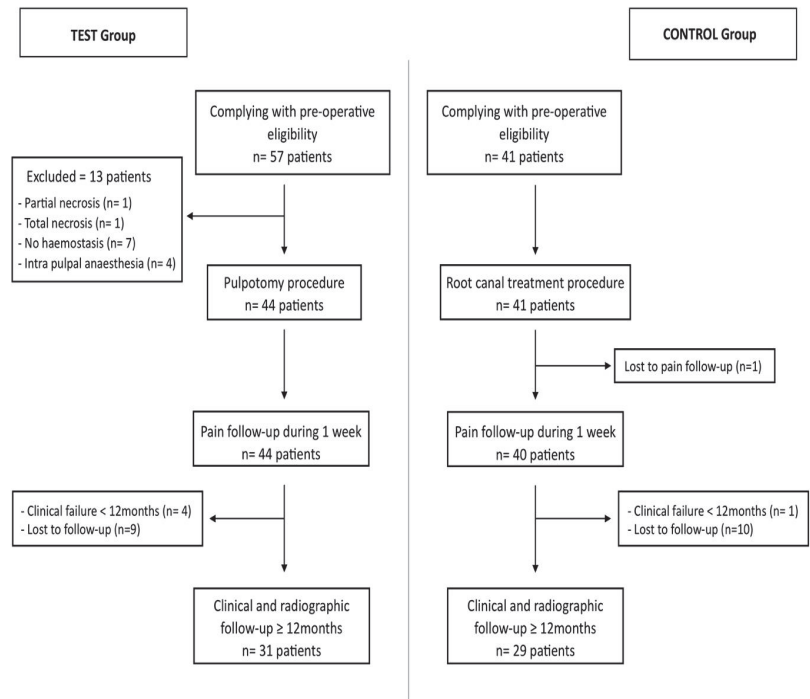 TEST Group
CONTROL Group
Complying with pre-operative
eligibility
n= 57 patients
Complying with pre-operative
eligibility
n= 41 patients
Excluded = 13 patients
- Partial necrosis (n= 1)
- Total necrosis (n= 1)
- No haemostasis (n= 7)
- Intra pulpal anaesthesia (n= 4)
Pulpotomy procedure
n= 44 patients
Root canal treatment procedure
n= 41 patients
Lost to pain follow-up (n=1)
Pain follow-up during 1 week
n= 44 patients
Pain follow-up during 1 week
n= 40 patients
- Clinical failure < 12months (n= 4)
- Lost to follow-up (n=9)
- Clinical failure < 12months (n= 1)
- Lost to follow-up (n=10)
Clinical and radiographic
follow-up ≥ 12months
n= 31 patients
Clinical and radiographic
follow-up ≥ 12months
n= 29 patients